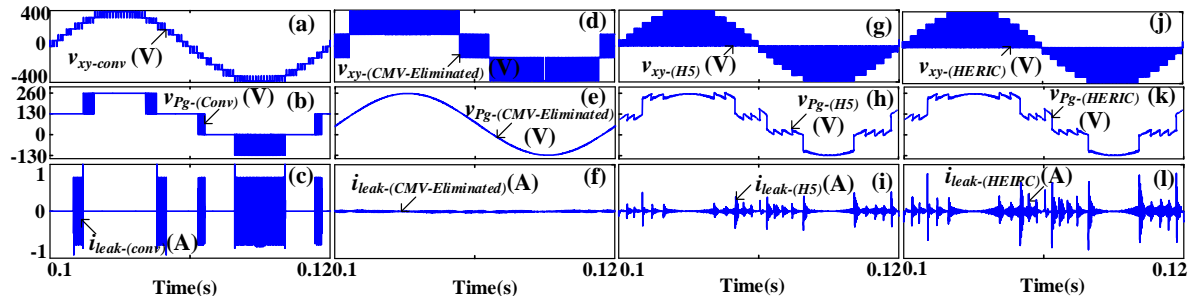 400
0
-400
(a)
v_xy-conv (V)
(d)
v_xy-(CMV-Eliminated) (V)
(g)
v_xy-(H5) (V)
(j)
v_xy-(HERIC) (V)
260
130
0
-130
v_Pg-(Conv) (V)
(b)
(e)
v_Pg-(CMV-Eliminated)
(V)
v_Pg-(H5)
(V)
(h)
v_Pg-(HERIC)
(V)
(k)
1
0
-1
(c)
i_leak-(conv)(A)
i_leak-(CMV-Eliminated)(A)
(f)
i_leak-(H5)(A)
(i)
i_leak-(HEIRC)(A)
(l)
0.1
0.12
0.1
0.12
0.1
0.12
0.1
0.12
Time(s)
Time(s)
Time(s)
Time(s)